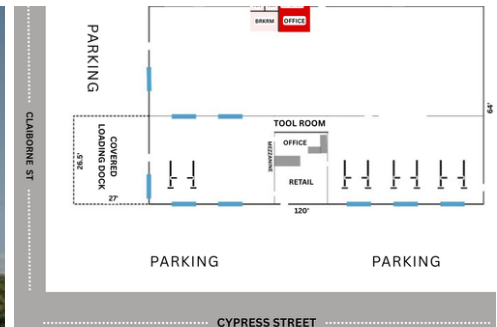 BRKRM
OFFICE
PARKING
CLAIBORNE ST
TOOL ROOM
64'
OFFICE
MEZZANINE
COVERED
LOADING DOCK
29.5'
27'
RETAIL
120'
PARKING
PARKING
CYPRESS STREET